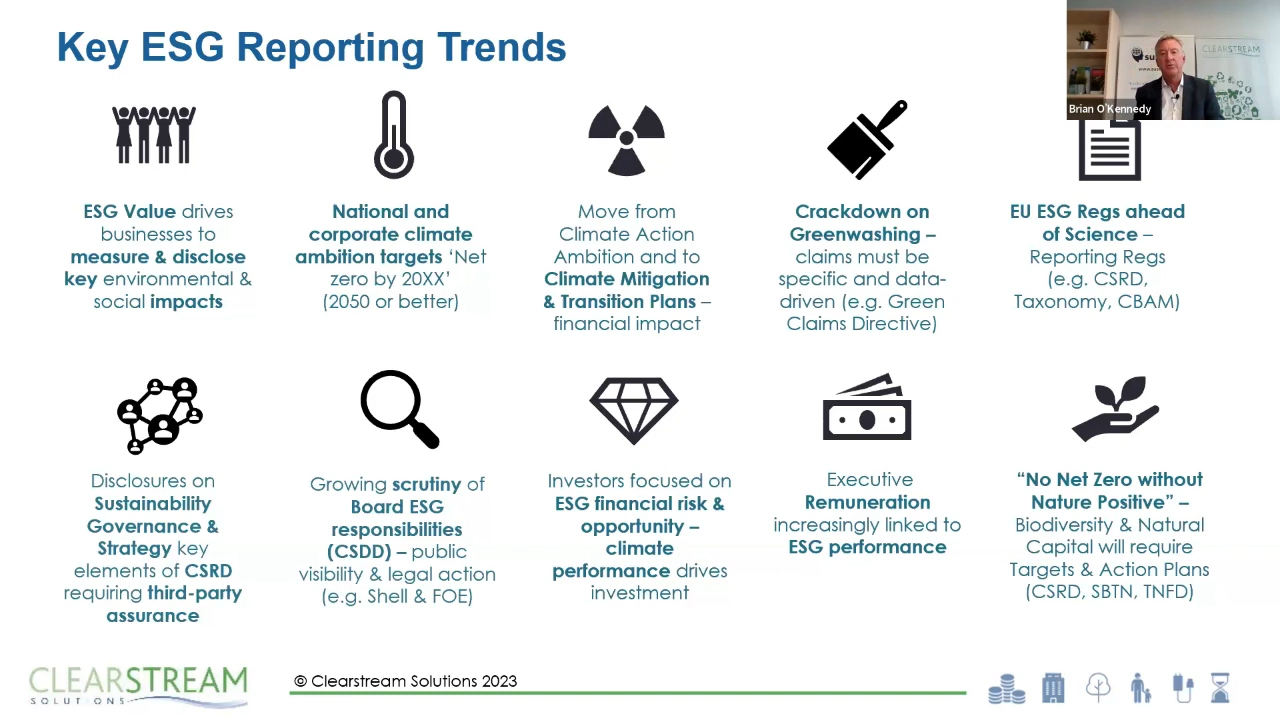 Key ESG Reporting Trends
CLEARSTREAM
Brian O'Kennedy
ESG Value drives
businesses to
measure & disclose
key environmental &
social impacts
National and
corporate climate
ambition targets ‘Net
zero by 20XX’
(2050 or better)
Move from
Climate Action
Ambition and to
Climate Mitigation
& Transition Plans –
financial impact
Crackdown on
Greenwashing –
claims must be
specific and data-
driven (e.g. Green
Claims Directive)
EU ESG Regs ahead
of Science –
Reporting Regs
(e.g. CSRD,
Taxonomy, CBAM)
Disclosures on
Sustainability
Governance &
Strategy key
elements of CSRD
requiring third-party
assurance
Growing scrutiny of
Board ESG
responsibilities
(CSDD) – public
visibility & legal action
(e.g. Shell & FOE)
Investors focused on
ESG financial risk &
opportunity –
climate
performance drives
investment
Executive
Remuneration
increasingly linked to
ESG performance
“No Net Zero without
Nature Positive” –
Biodiversity & Natural
Capital will require
Targets & Action Plans
(CSRD, SBTN, TNFD)
CLEARSTREAM
SOLUTIONS
© Clearstream Solutions 2023